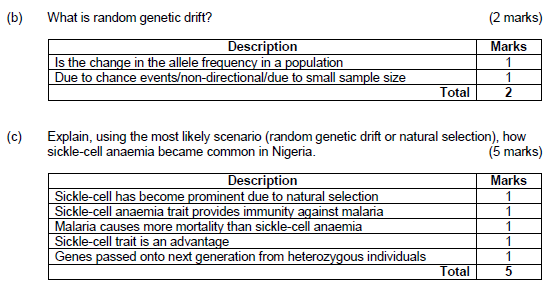 (b) What is random genetic drift? (2 marks)
Description Marks
Is the change in the allele frequency in a population 1
Due to chance events/non-directional/due to small sample size 1
Total 2
(c) Explain, using the most likely scenario (random genetic drift or natural selection), how
sickle-cell anaemia became common in Nigeria. (5 marks)
Description Marks
Sickle-cell has become prominent due to natural selection 1
Sickle-cell anaemia trait provides immunity against malaria 1
Malaria causes more mortality than sickle-cell anaemia 1
Sickle-cell trait is an advantage 1
Genes passed onto next generation from heterozygous individuals 1
Total 5